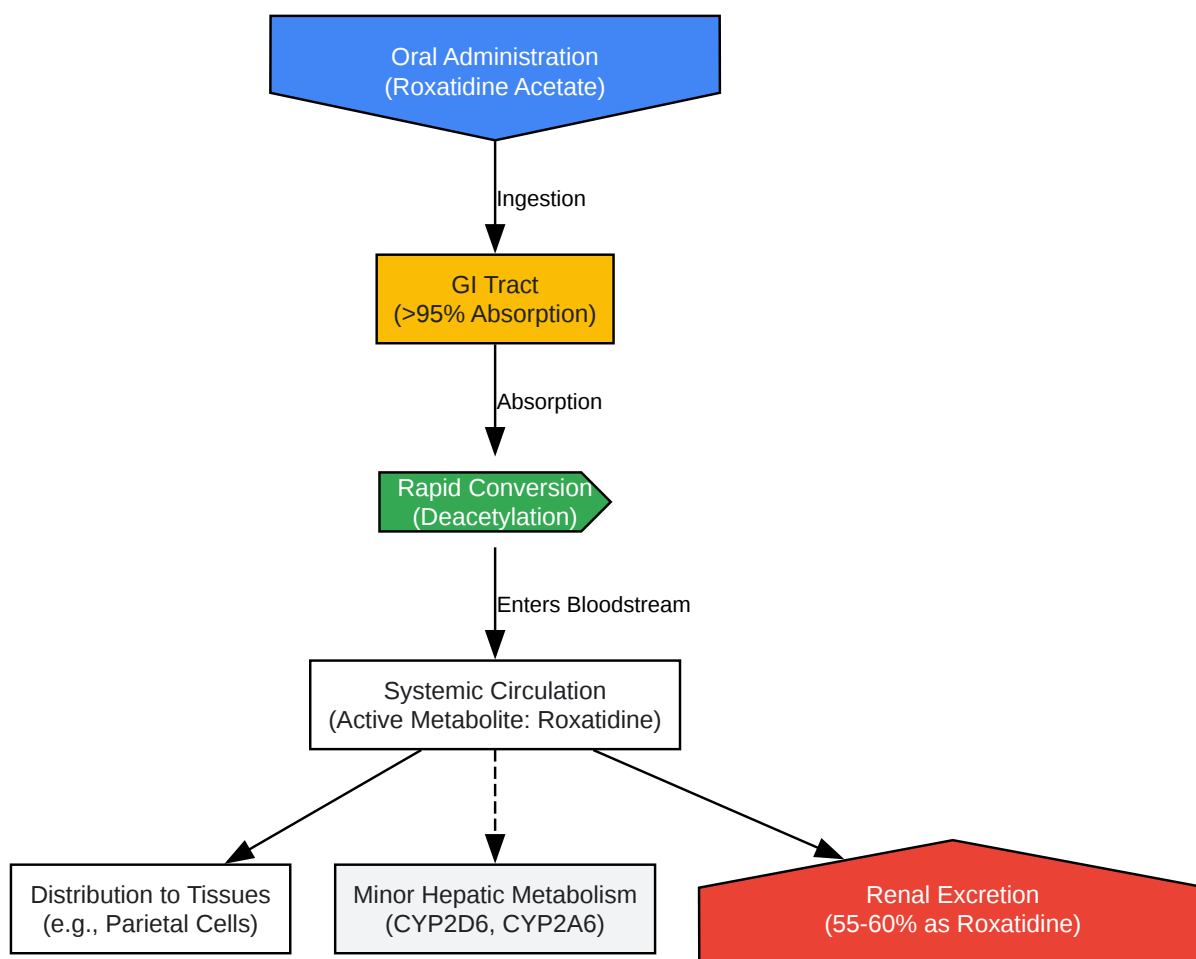 Oral Administration
(Roxatidine Acetate)
Ingestion
GI Tract
(>95% Absorption)
Absorption
Rapid Conversion
(Deacetylation)
Enters Bloodstream
Systemic Circulation
(Active Metabolite: Roxatidine)
Distribution to Tissues
(e.g., Parietal Cells)
Minor Hepatic Metabolism
(CYP2D6, CYP2A6)
Renal Excretion
(55-60% as Roxatidine)